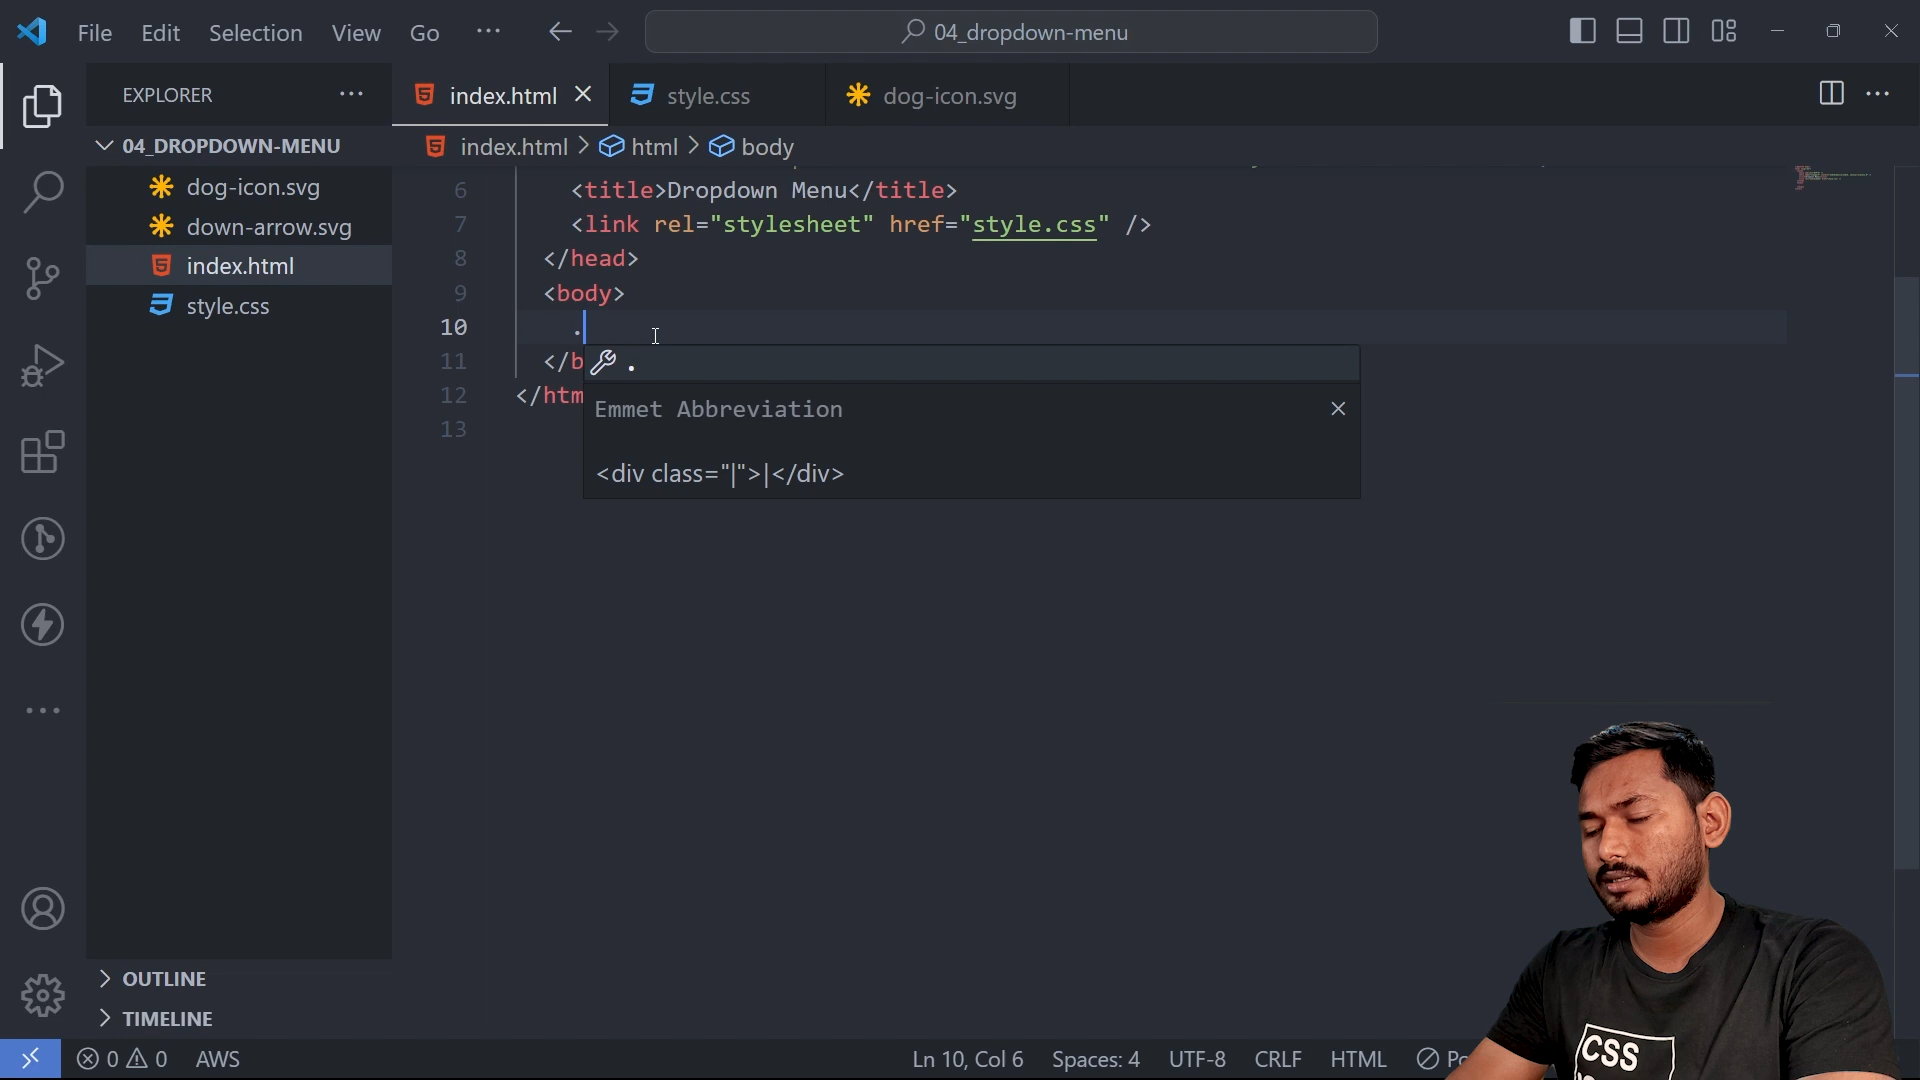 File Edit Selection View Go ··· 04_dropdown-menu
EXPLORER
04_DROPDOWN-MENU
dog-icon.svg
down-arrow.svg
index.html
style.css
OUTLINE
TIMELINE
index.html style.css dog-icon.svg
index.html > html > body
6 <title>Dropdown Menu</title>
7 <link rel="stylesheet" href="style.css" />
8 </head>
9 <body>
10 .
11 </b
12 </htm
13
.
Emmet Abbreviation
<div class="|">|</div>
0 0 AWS Ln 10, Col 6 Spaces: 4 UTF-8 CRLF HTML
CSS